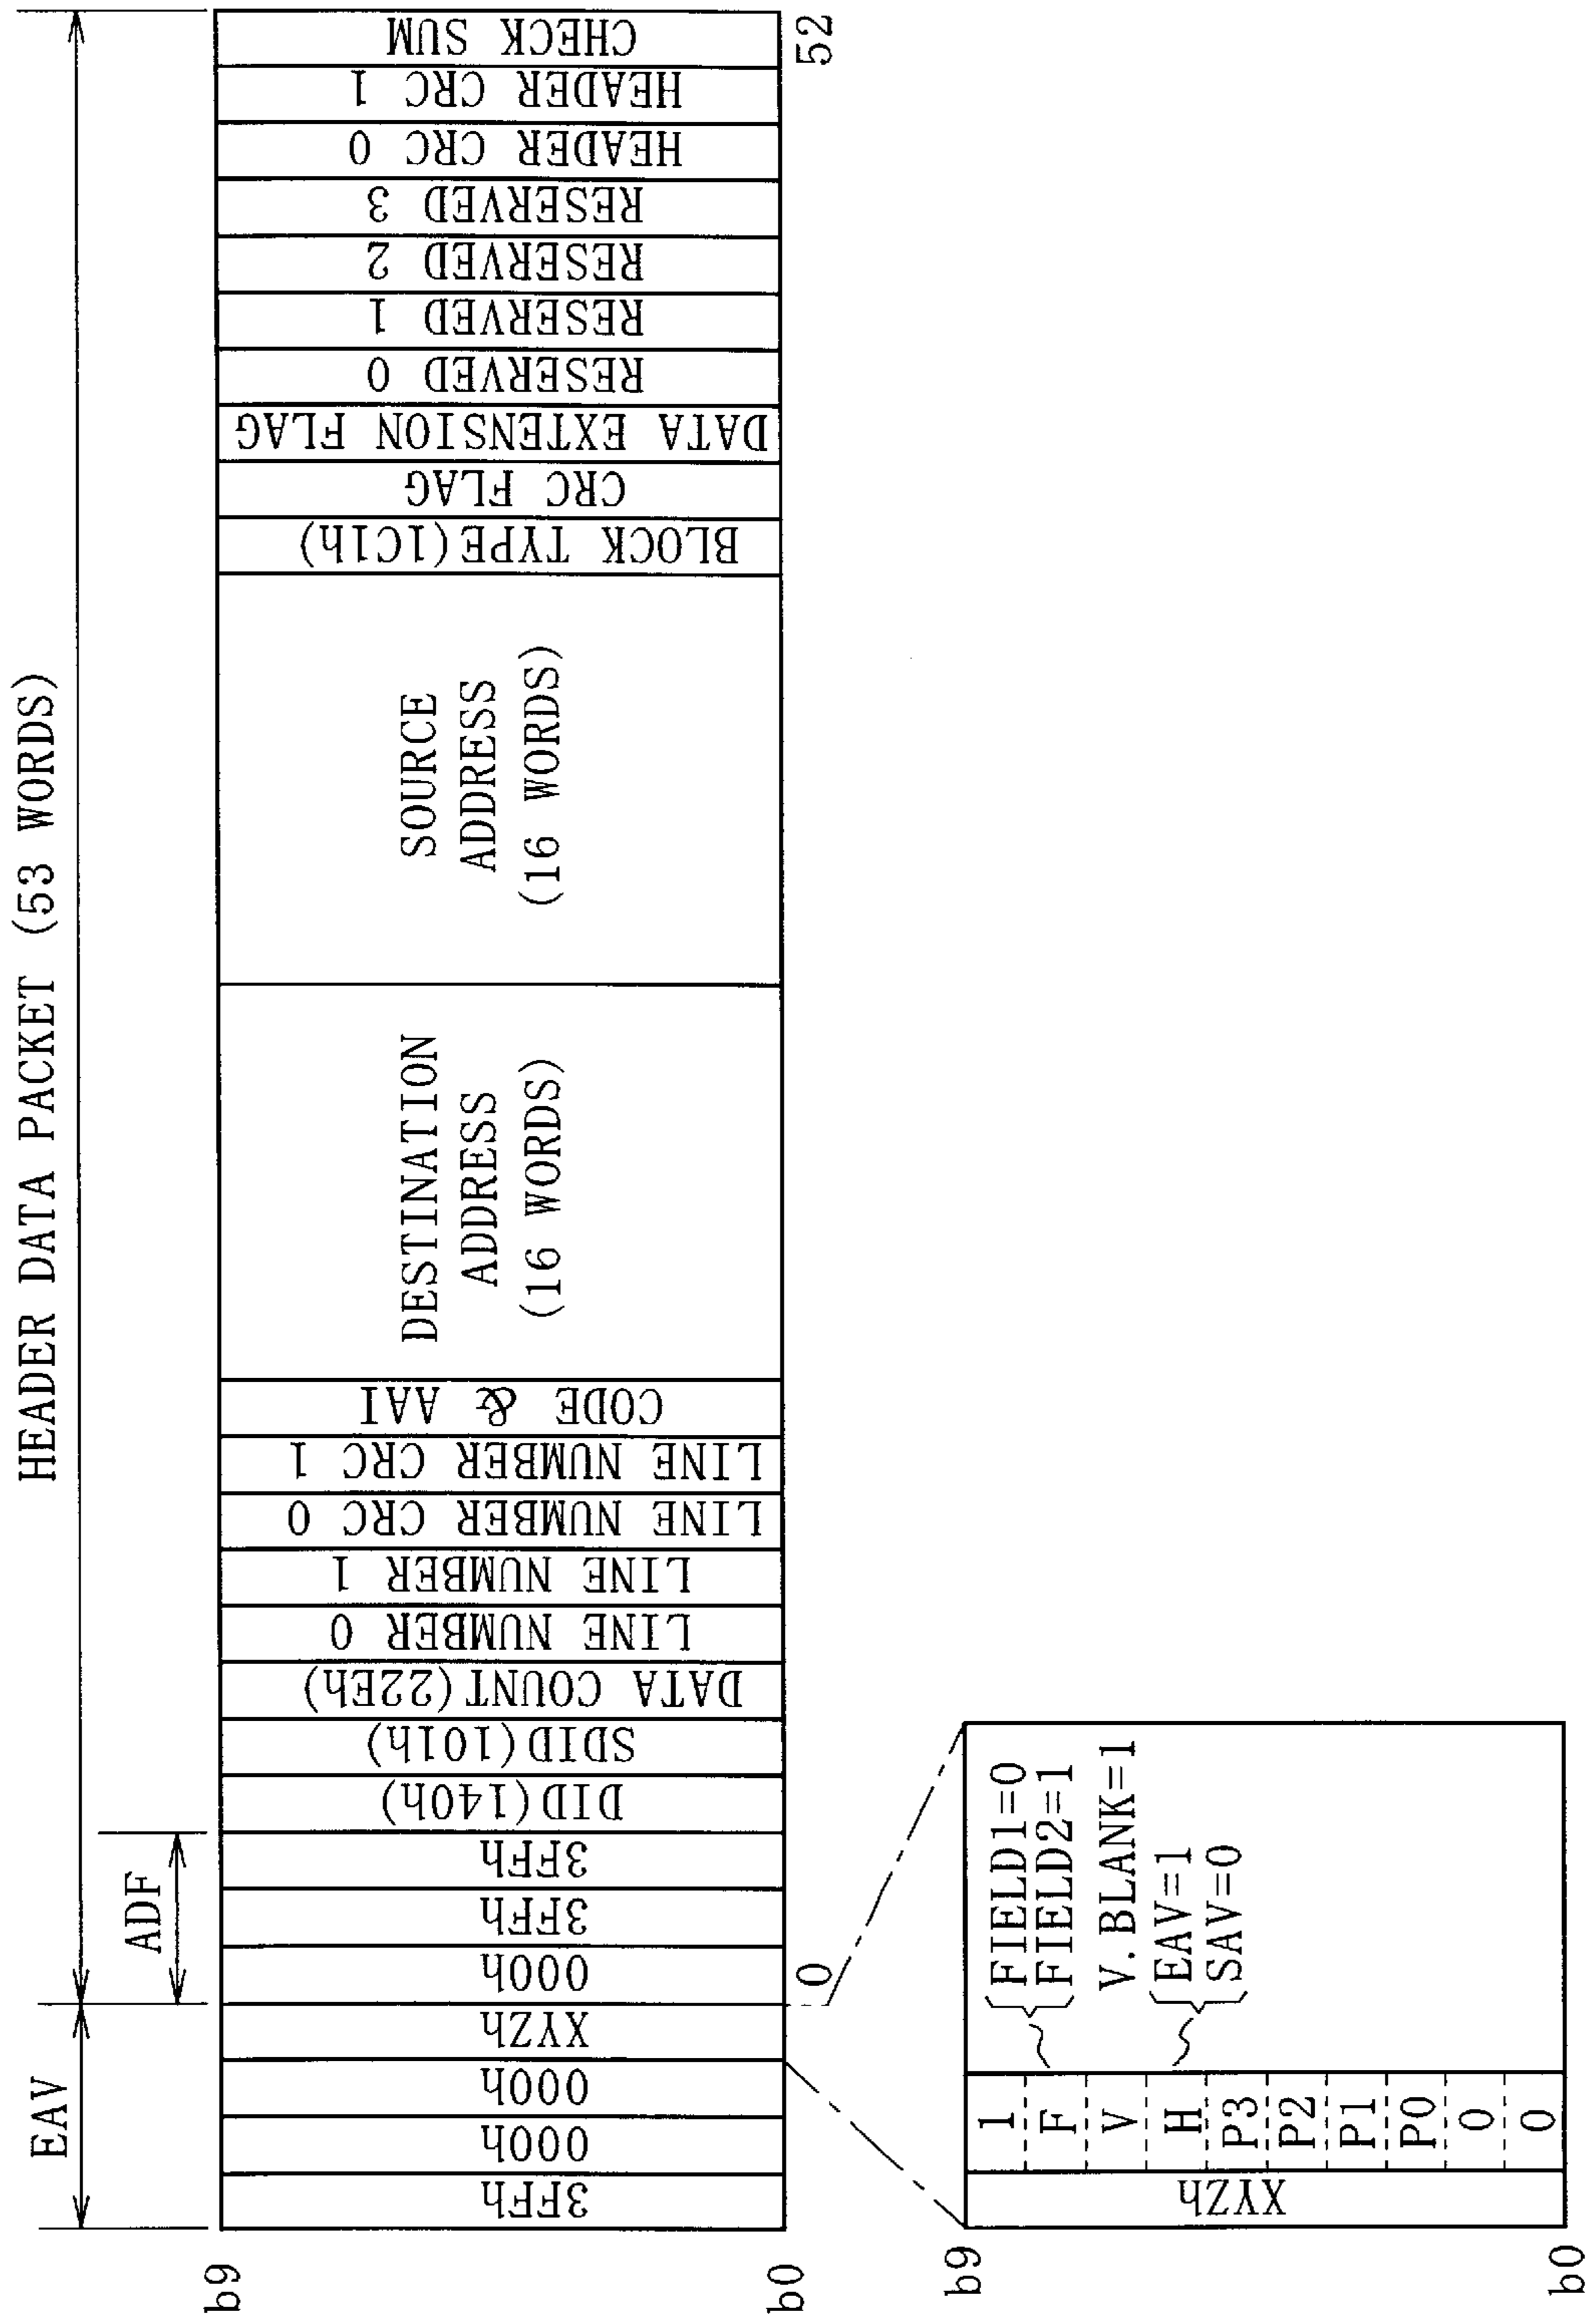 HEADER DATA PACKET (53 WORDS)
EAV
ADF
b9
b0
3FFh
000h
000h
XYZh
000h
3FFh
3FFh
DID(140h)
SDID(101h)
DATA COUNT(22Eh)
LINE NUMBER 0
LINE NUMBER 1
LINE NUMBER CRC 0
LINE NUMBER CRC 1
CODE & AAI
DESTINATION
ADDRESS
(16 WORDS)
SOURCE
ADDRESS
(16 WORDS)
BLOCK TYPE(1C1h)
CRC FLAG
DATA EXTENSION FLAG
RESERVED 0
RESERVED 1
RESERVED 2
RESERVED 3
HEADER CRC 0
HEADER CRC 1
CHECK SUM
0
52
b9
b0
XYZh
1
F
V
H
P3
P2
P1
P0
0
0
FIELD1=0
FIELD2=1
V.BLANK=1
EAV=1
SAV=0